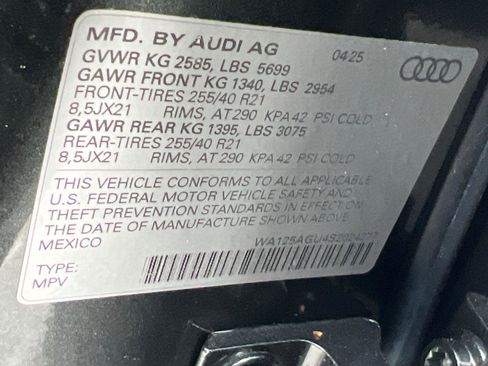 MFD. BY AUDI AG 0425
GVWR KG 2585, LBS 5699
GAWR FRONT KG 1340, LBS 2954
FRONT-TIRES 255/40 R21
8,5JX21 RIMS, AT 290 KPA 42 PSI COLD
GAWR REAR KG 1395, LBS 3075
REAR-TIRES 255/40 R21
8,5JX21 RIMS, AT 290 KPA 42 PSI COLD
THIS VEHICLE CONFORMS TO ALL APPLICABLE
U.S. FEDERAL MOTOR VEHICLE SAFETY AND
THEFT PREVENTION STANDARDS IN EFFECT ON
THE DATE OF MANUFACTURE SHOWN ABOVE.
MEXICO
TYPE:
MPV